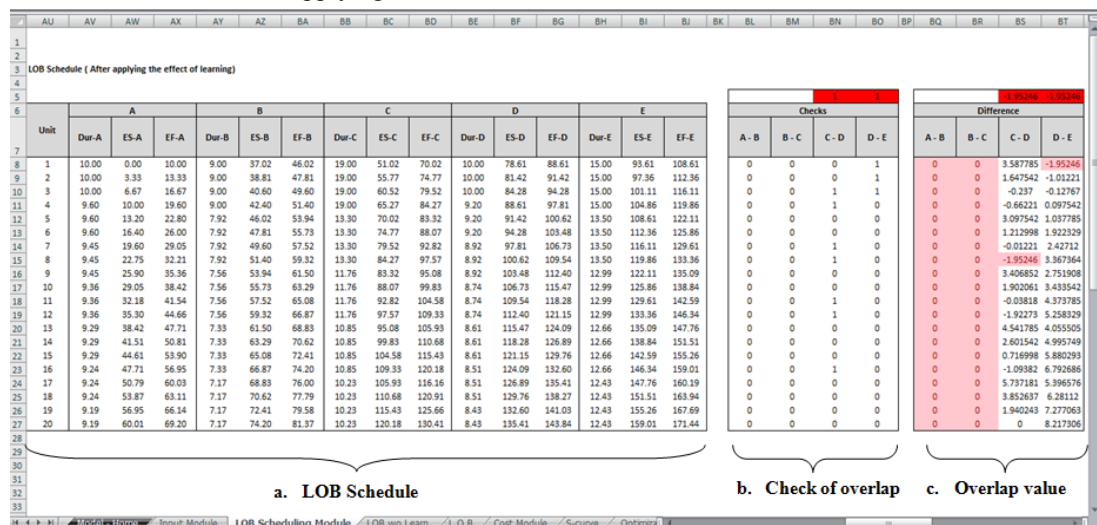 AU AV AW AX AY AZ BA BB BC BD BE BF BG BH BI BJ BK BL BM BN BO BP BQ BR BS BT
1
2
3 LOB Schedule ( After applying the effect of learning)
4
5 1 1 -1.95246 -1.95246
6 A B C D E Checks Difference
7 Unit Dur-A ES-A EF-A Dur-B ES-B EF-B Dur-C ES-C EF-C Dur-D ES-D EF-D Dur-E ES-E EF-E A - B B - C C - D D - E A - B B - C C - D D - E
8 1 10.00 0.00 10.00 9.00 37.02 46.02 19.00 51.02 70.02 10.00 78.61 88.61 15.00 93.61 108.61 0 0 0 1 0 0 3.587785 -1.95246
9 2 10.00 3.33 13.33 9.00 38.81 47.81 19.00 55.77 74.77 10.00 81.42 91.42 15.00 97.36 112.36 0 0 0 1 0 0 1.647542 -1.01221
10 3 10.00 6.67 16.67 9.00 40.60 49.60 19.00 60.52 79.52 10.00 84.28 94.28 15.00 101.11 116.11 0 0 1 1 0 0 -0.237 -0.12767
11 4 9.60 10.00 19.60 9.00 42.40 51.40 19.00 65.27 84.27 9.20 88.61 97.81 15.00 104.86 119.86 0 0 1 0 0 0 -0.66221 0.097542
12 5 9.60 13.20 22.80 7.92 46.02 53.94 13.30 70.02 83.32 9.20 91.42 100.62 13.50 108.61 122.11 0 0 0 0 0 0 3.097542 1.037785
13 6 9.60 16.40 26.00 7.92 47.81 55.73 13.30 74.77 88.07 9.20 94.28 103.48 13.50 112.36 125.86 0 0 0 0 0 0 1.212998 1.922329
14 7 9.45 19.60 29.05 7.92 49.60 57.52 13.30 79.52 92.82 8.92 97.81 106.73 13.50 116.11 129.61 0 0 1 0 0 0 -0.01221 2.42712
15 8 9.45 22.75 32.21 7.92 51.40 59.32 13.30 84.27 97.57 8.92 100.62 109.54 13.50 119.86 133.36 0 0 1 0 0 0 -1.95246 3.367364
16 9 9.45 25.90 35.36 7.56 53.94 61.50 11.76 83.32 95.08 8.92 103.48 112.40 12.99 122.11 135.09 0 0 0 0 0 0 3.406852 2.751908
17 10 9.36 29.05 38.42 7.56 55.73 63.29 11.76 88.07 99.83 8.74 106.73 115.47 12.99 125.86 138.84 0 0 0 0 0 0 1.902061 3.433542
18 11 9.36 32.18 41.54 7.56 57.52 65.08 11.76 92.82 104.58 8.74 109.54 118.28 12.99 129.61 142.59 0 0 1 0 0 0 -0.03818 4.373785
19 12 9.36 35.30 44.66 7.56 59.32 66.87 11.76 97.57 109.33 8.74 112.40 121.15 12.99 133.36 146.34 0 0 1 0 0 0 -1.92273 5.258329
20 13 9.29 38.42 47.71 7.33 61.50 68.83 10.85 95.08 105.93 8.61 115.47 124.09 12.66 135.09 147.76 0 0 0 0 0 0 4.541785 4.055505
21 14 9.29 41.51 50.81 7.33 63.29 70.62 10.85 99.83 110.68 8.61 118.28 126.89 12.66 138.84 151.51 0 0 0 0 0 0 2.601542 4.995749
22 15 9.29 44.61 53.90 7.33 65.08 72.41 10.85 104.58 115.43 8.61 121.15 129.76 12.66 142.59 155.26 0 0 0 0 0 0 0.716998 5.880293
23 16 9.24 47.71 56.95 7.33 66.87 74.20 10.85 109.33 120.18 8.51 124.09 132.60 12.66 146.34 159.01 0 0 1 0 0 0 -1.09382 6.792686
24 17 9.24 50.79 60.03 7.17 68.83 76.00 10.23 105.93 116.16 8.51 126.89 135.41 12.43 147.76 160.19 0 0 0 0 0 0 5.737181 5.396576
25 18 9.24 53.87 63.11 7.17 70.62 77.79 10.23 110.68 120.91 8.51 129.76 138.27 12.43 151.51 163.94 0 0 0 0 0 0 3.852637 6.28112
26 19 9.19 56.95 66.14 7.17 72.41 79.58 10.23 115.43 125.66 8.43 132.60 141.03 12.43 155.26 167.69 0 0 0 0 0 0 1.940243 7.277063
27 20 9.19 60.01 69.20 7.17 74.20 81.37 10.23 120.18 130.41 8.43 135.41 143.84 12.43 159.01 171.44 0 0 0 0 0 0 0 8.217306
28
29
30
31
32
33
a. LOB Schedule b. Check of overlap c. Overlap value
Model - Home Input Module LOB Scheduling Module LOB wo Learn L.O.B Cost Module S-curve Optimiza